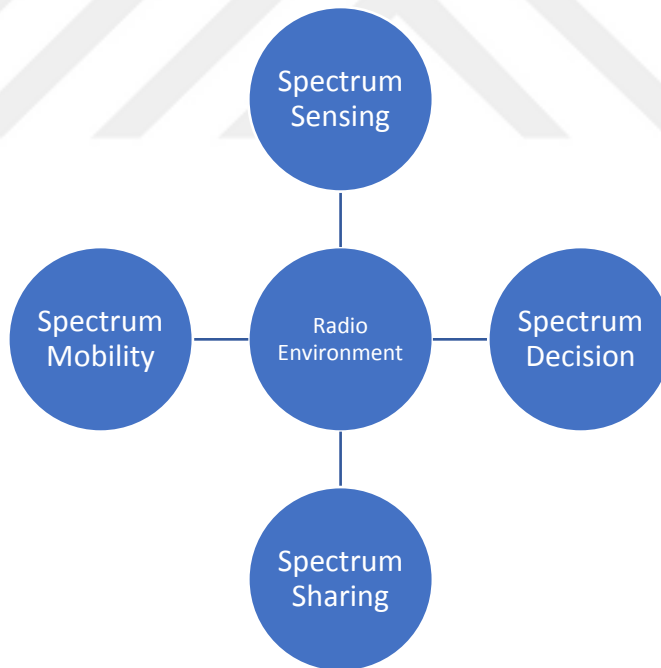 Spectrum
Sensing
Spectrum
Mobility
Radio
Environment
Spectrum
Decision
Spectrum
Sharing